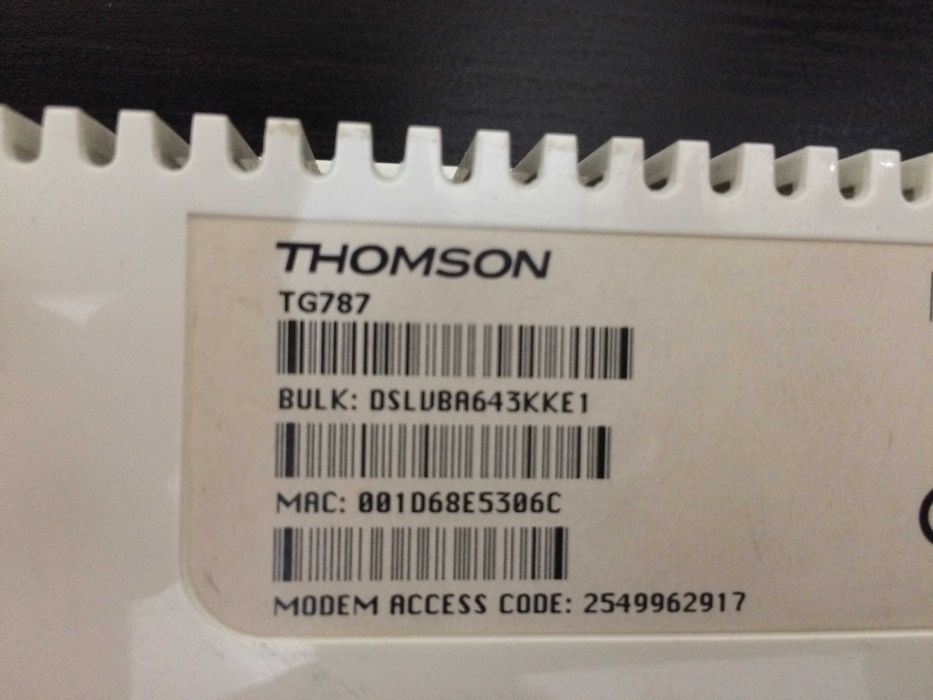 THOMSON
TG787
BULK: DSLVBA643KKE1
MAC: 001D68E5306C
MODEM ACCESS CODE: 2549962917